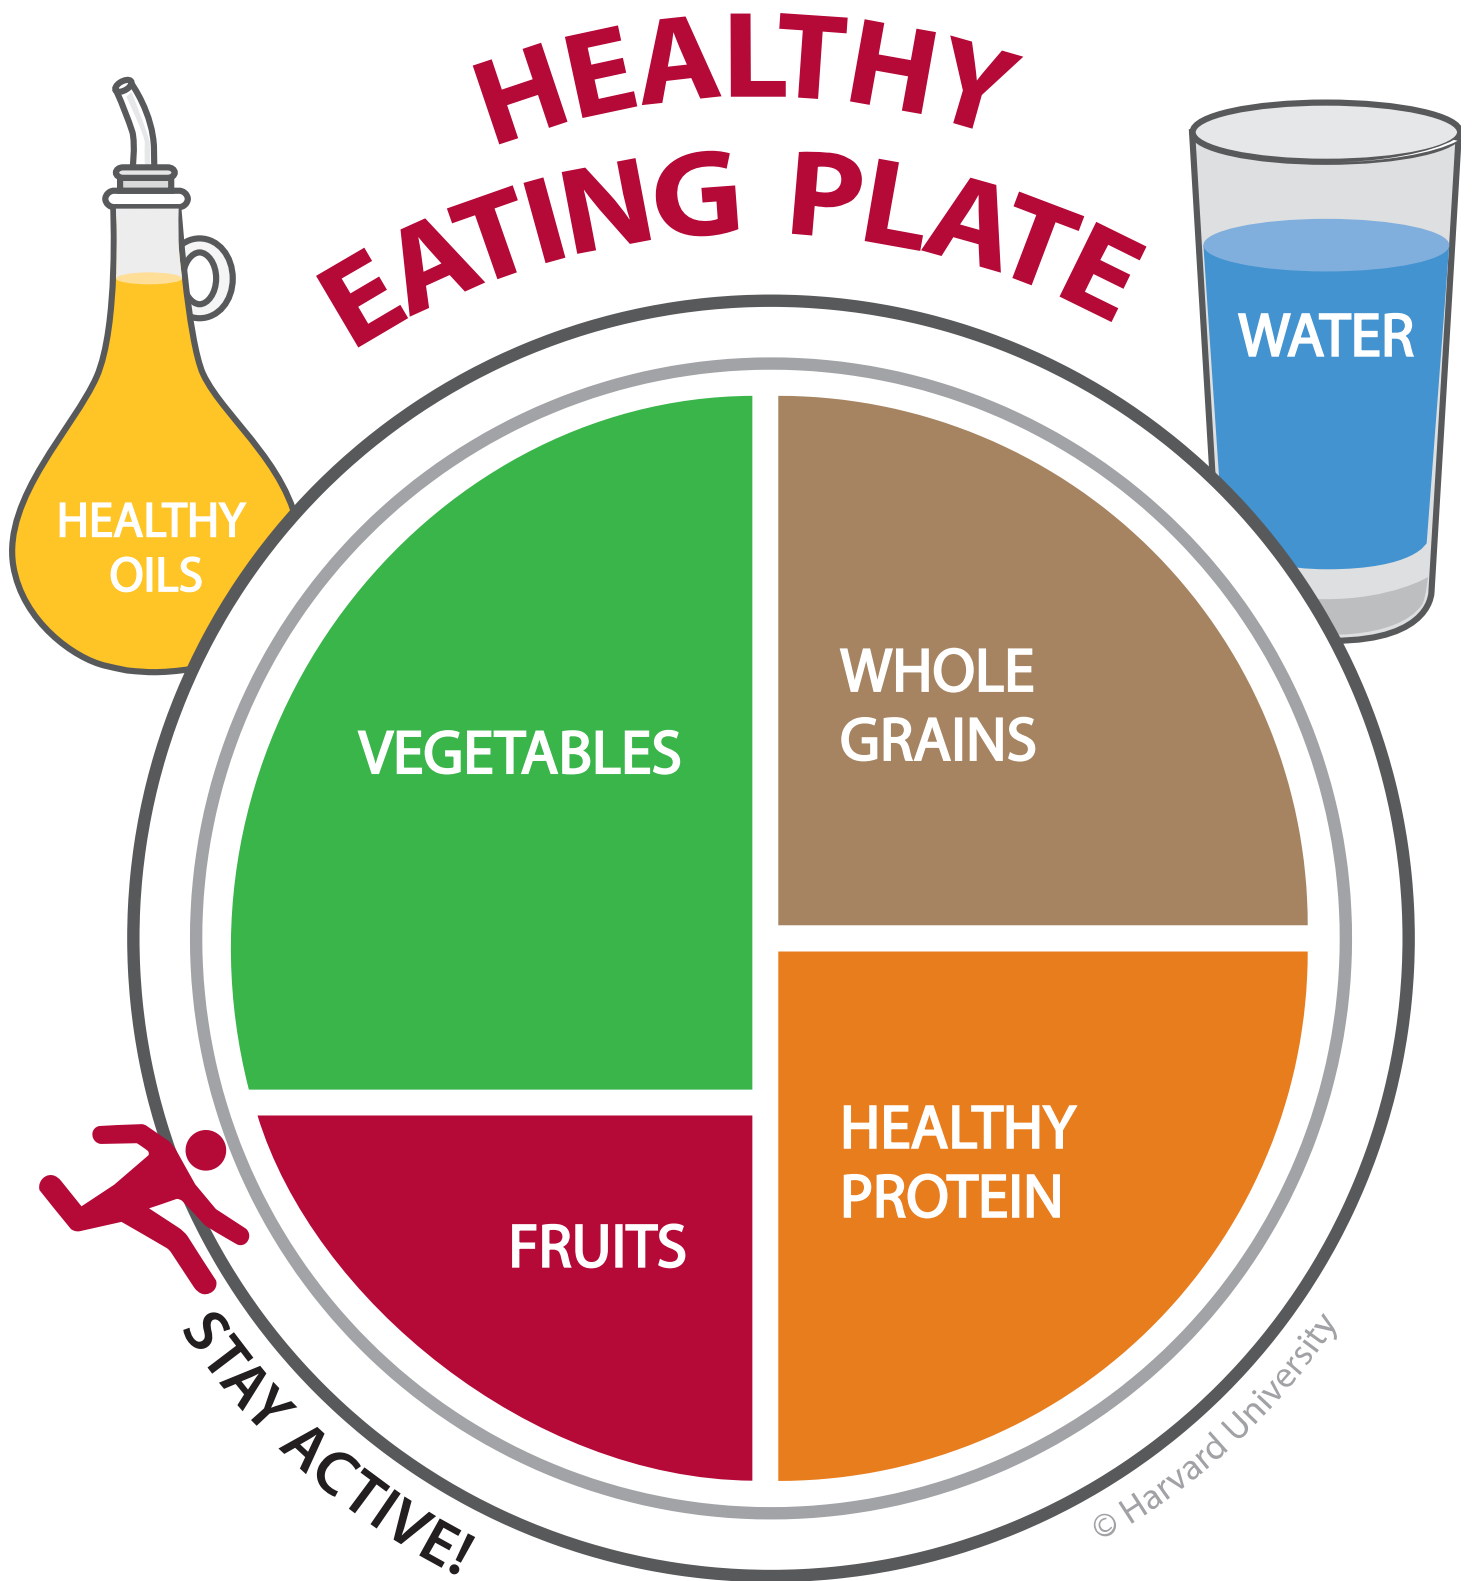 HEALTHY
EATING PLATE
HEALTHY
OILS
WATER
VEGETABLES
WHOLE
GRAINS
FRUITS
HEALTHY
PROTEIN
STAY ACTIVE!
© Harvard University